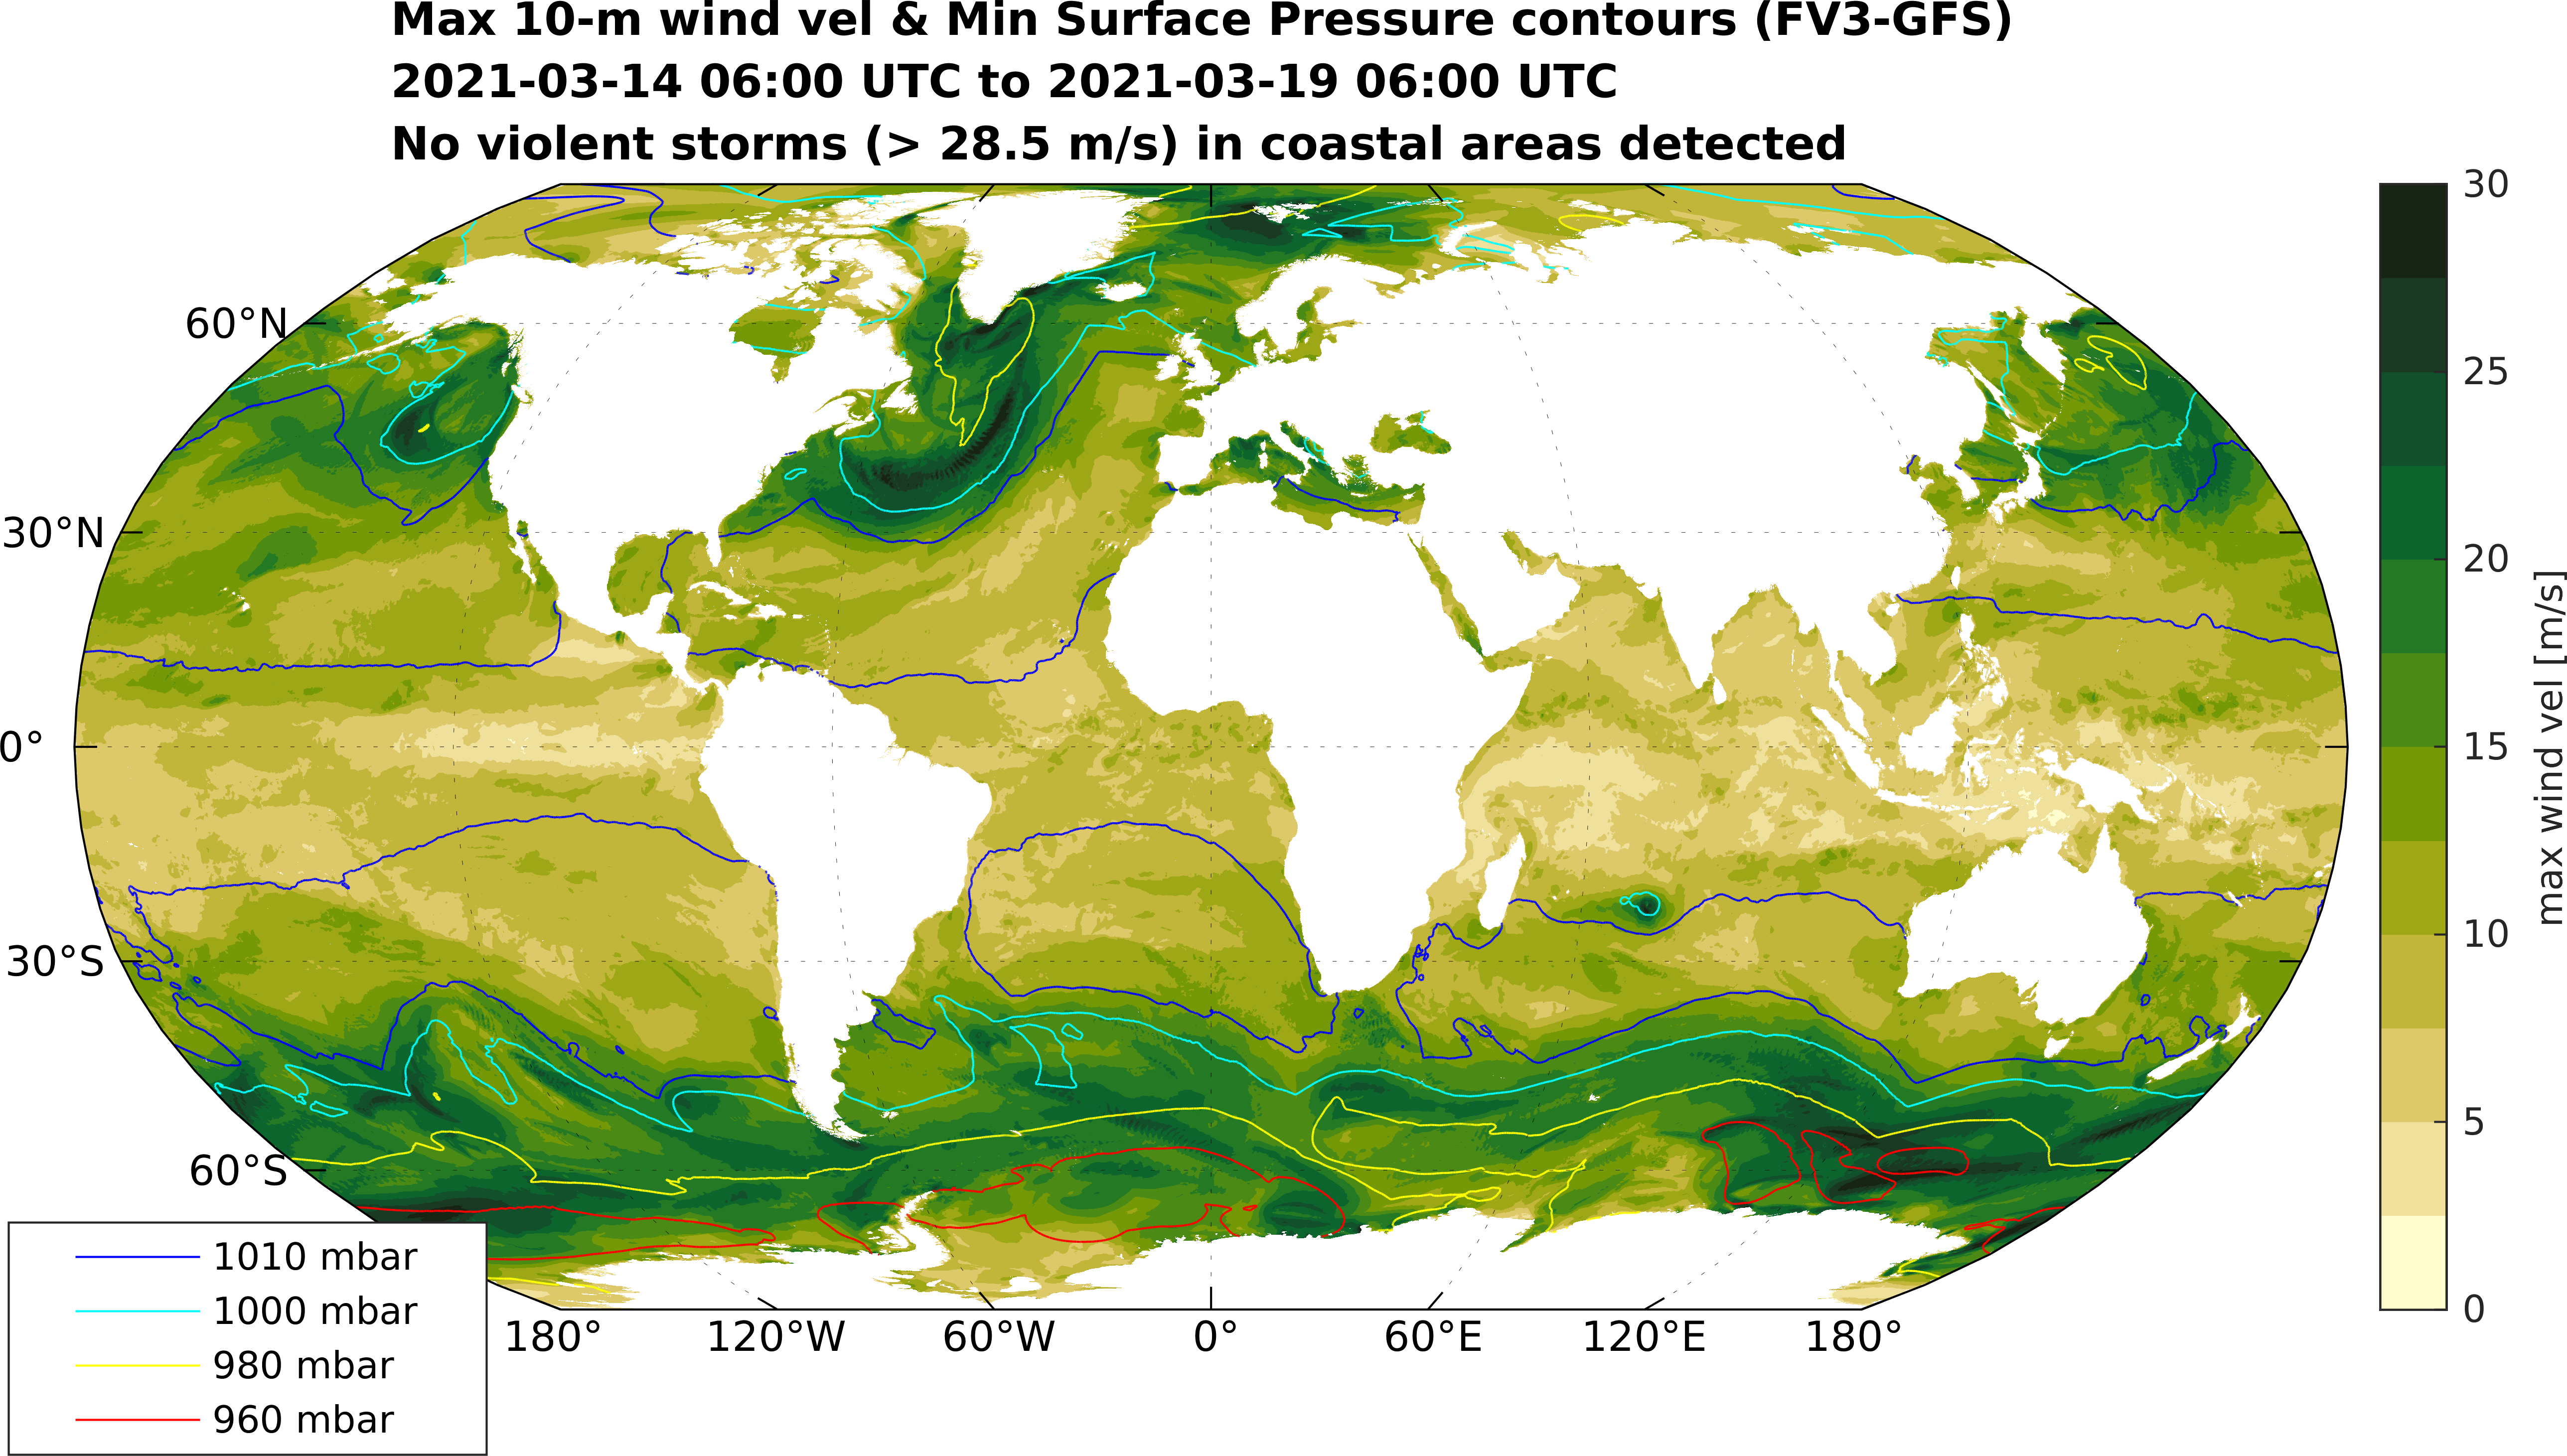 Max 10-m wind vel & Min Surface Pressure contours (FV3-GFS)
2021-03-14 06:00 UTC to 2021-03-19 06:00 UTC
No violent storms (> 28.5 m/s) in coastal areas detected
60°N
30°N
0°
30°S
60°S
180°
120°W
60°W
0°
60°E
120°E
180°
1010 mbar
1000 mbar
980 mbar
960 mbar
30
25
20
15
10
5
0
max wind vel [m/s]